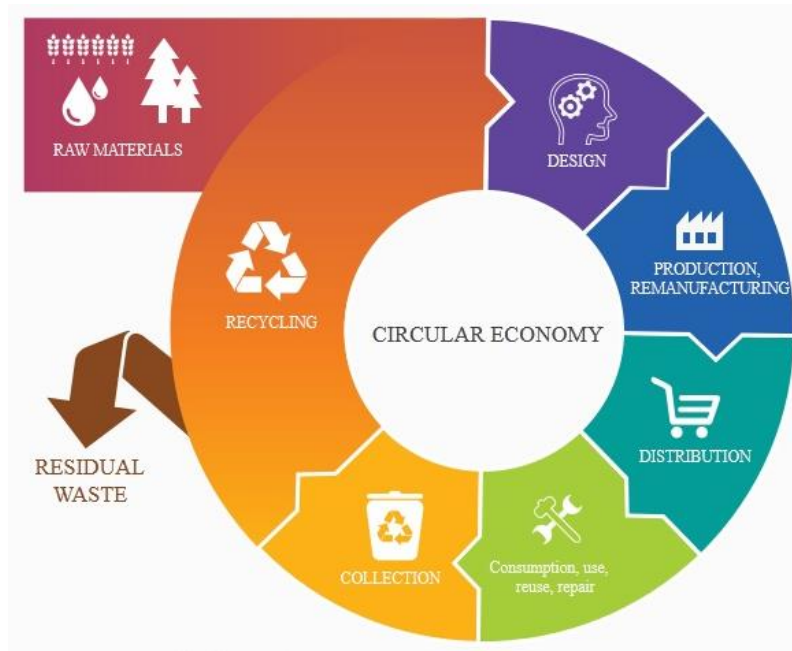 RAW MATERIALS
DESIGN
PRODUCTION,
REMANUFACTURING
RECYCLING
CIRCULAR ECONOMY
DISTRIBUTION
RESIDUAL
WASTE
COLLECTION
Consumption, use,
reuse, repair